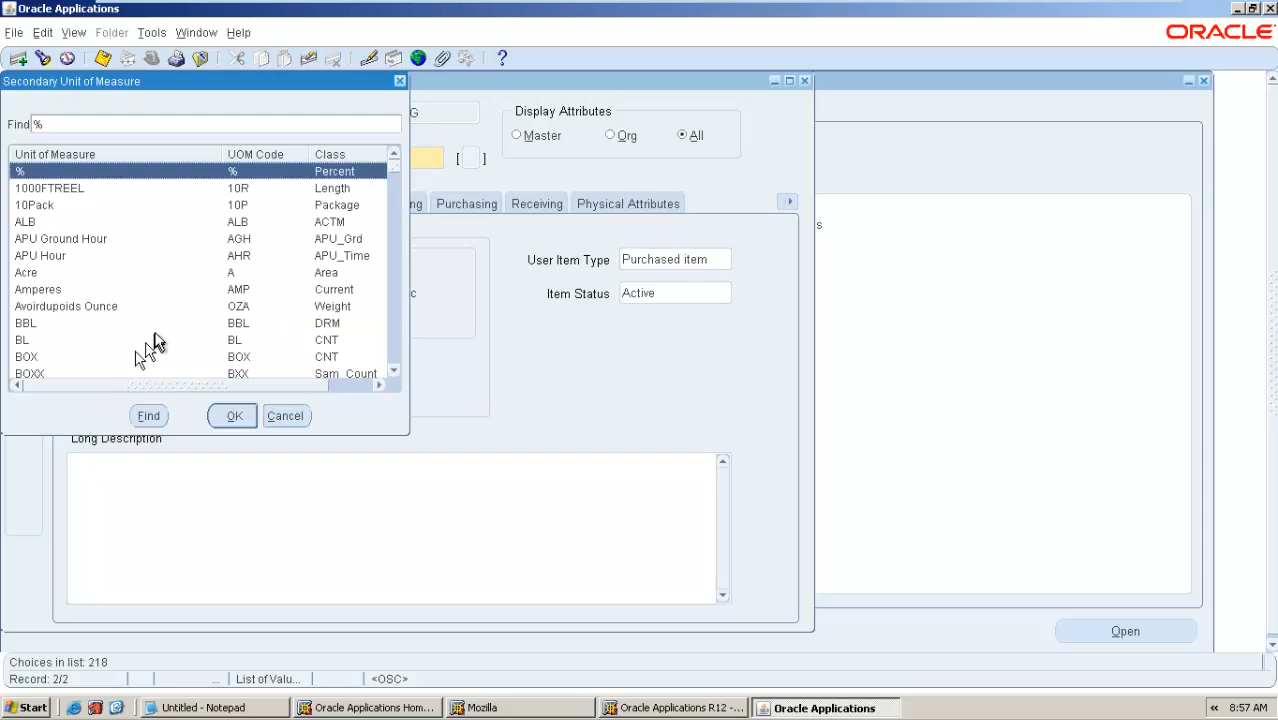 Oracle Applications
File Edit View Folder Tools Window Help
ORACLE
Secondary Unit of Measure
Find %
Unit of Measure UOM Code Class
% % Percent
1000FTREEL 10R Length
10Pack 10P Package
ALB ALB ACTM
APU Ground Hour AGH APU_Grd
APU Hour AHR APU_Time
Acre A Area
Amperes AMP Current
Avoirdupoids Ounce OZA Weight
BBL BBL DRM
BL BL CNT
BOX BOX CNT
BOXX BXX Sam_Count
Find OK Cancel
G
Display Attributes
Master Org All
[ ]
ng Purchasing Receiving Physical Attributes
s
User Item Type Purchased item
c
Item Status Active
Long Description
Open
Choices in list: 218
Record: 2/2 ... List of Valu... <OSC>
Start Untitled - Notepad Oracle Applications Hom... Mozilla Oracle Applications R12 -... Oracle Applications « 8:57 AM